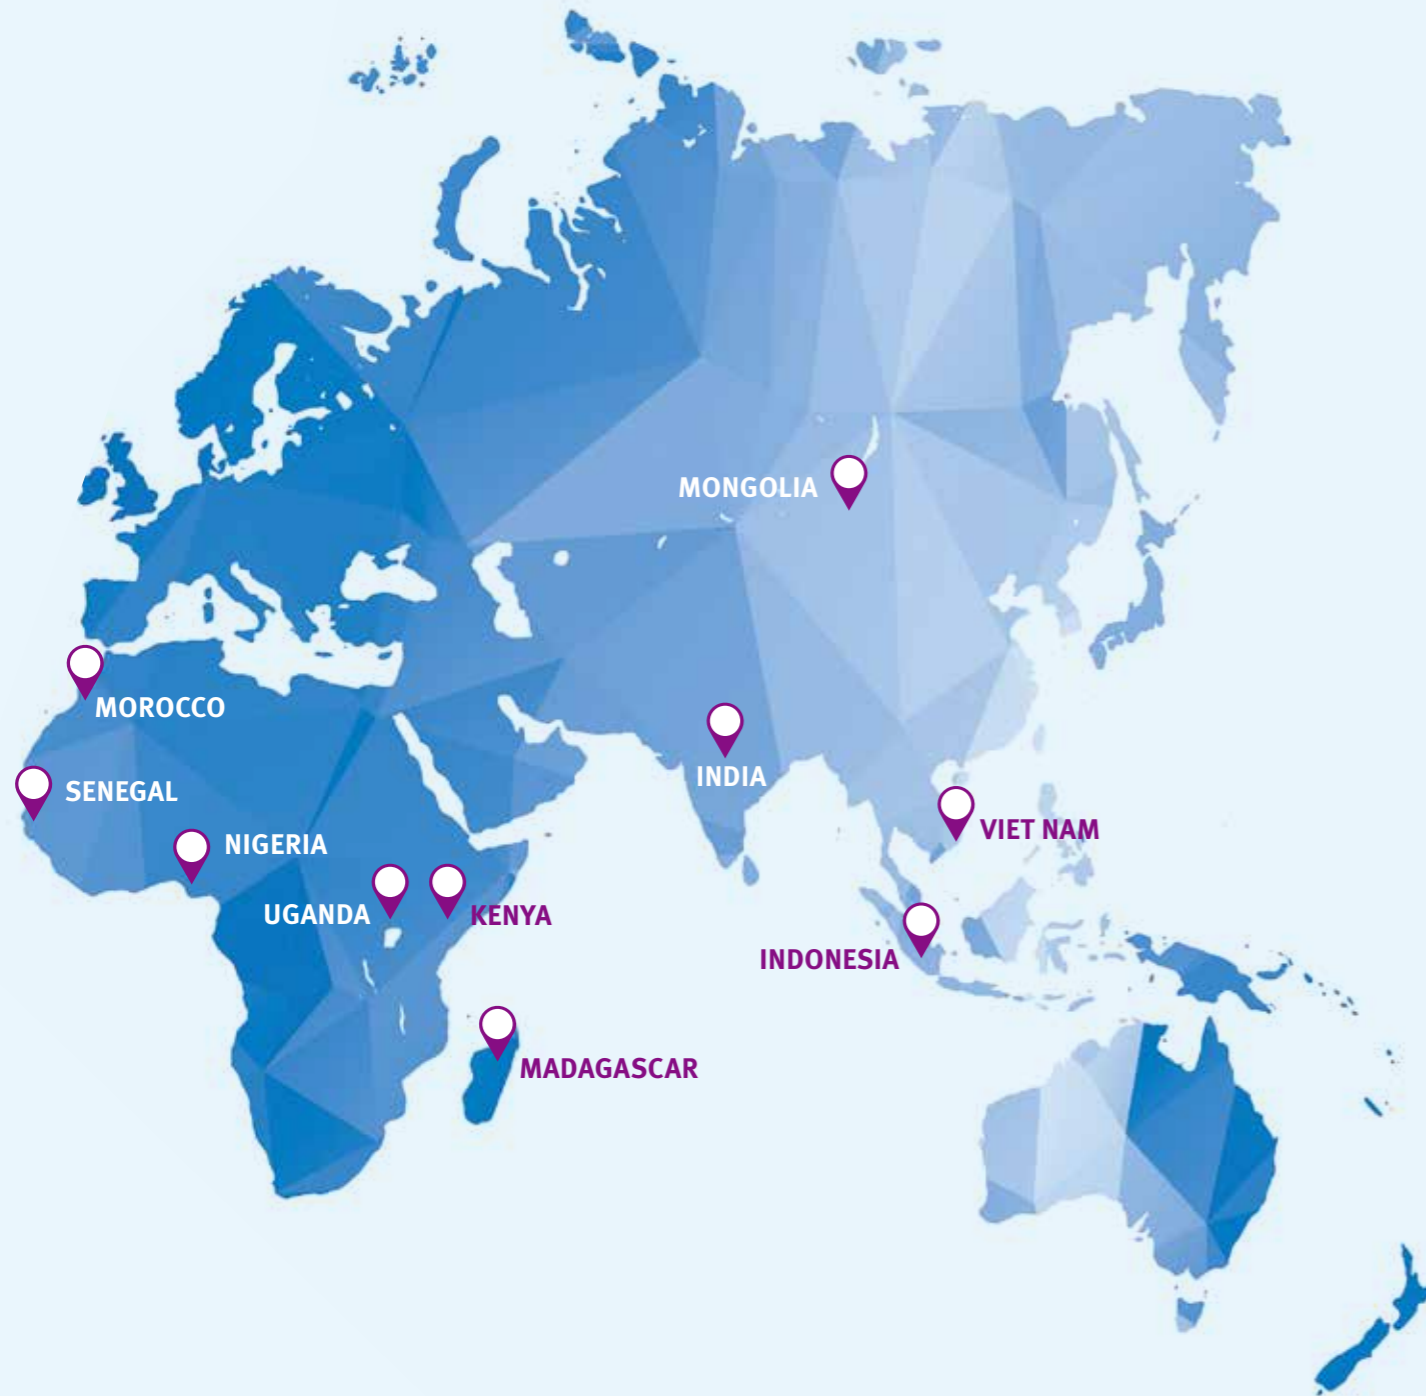 MONGOLIA
MOROCCO
INDIA
SENEGAL
VIET NAM
NIGERIA
UGANDA
KENYA
INDONESIA
MADAGASCAR